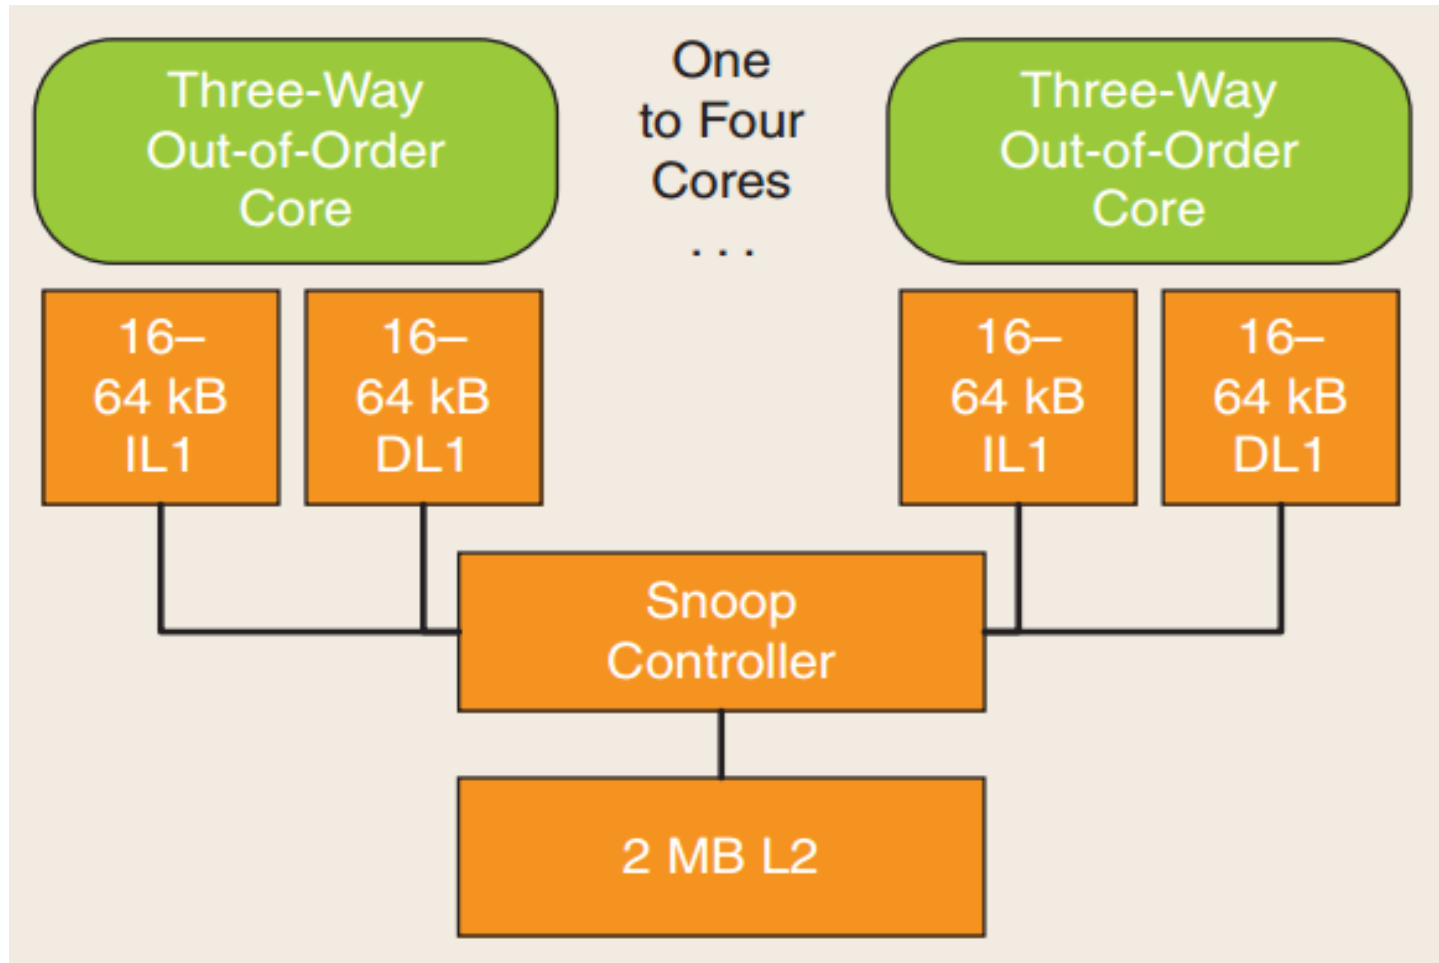 Three-Way
Out-of-Order
Core
One
to Four
Cores
. . .
Three-Way
Out-of-Order
Core
16–
64 kB
IL1
16–
64 kB
DL1
16–
64 kB
IL1
16–
64 kB
DL1
Snoop
Controller
2 MB L2